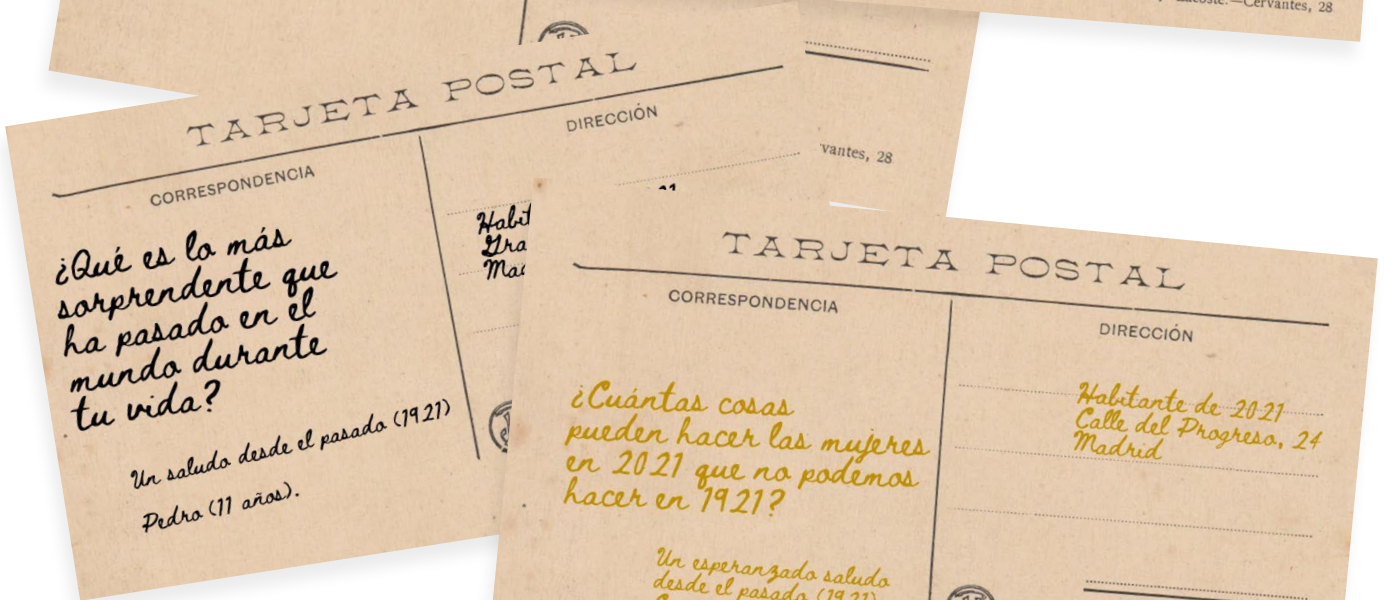 Cervantes, 28
vantes, 28
TARJETA POSTAL
CORRESPONDENCIA
DIRECCIÓN
¿Qué es lo más
sorprendente que
ha pasado en el
mundo durante
tu vida?
Un saludo desde el pasado (1921)
Pedro (11 años).
TARJETA POSTAL
CORRESPONDENCIA
DIRECCIÓN
¿Cuántas cosas
pueden hacer las mujeres
en 2021 que no podemos
hacer en 1921?
Un esperanzado saludo
desde el pasado (1921)
Habitante de 2021
Calle del Progreso, 24
Madrid